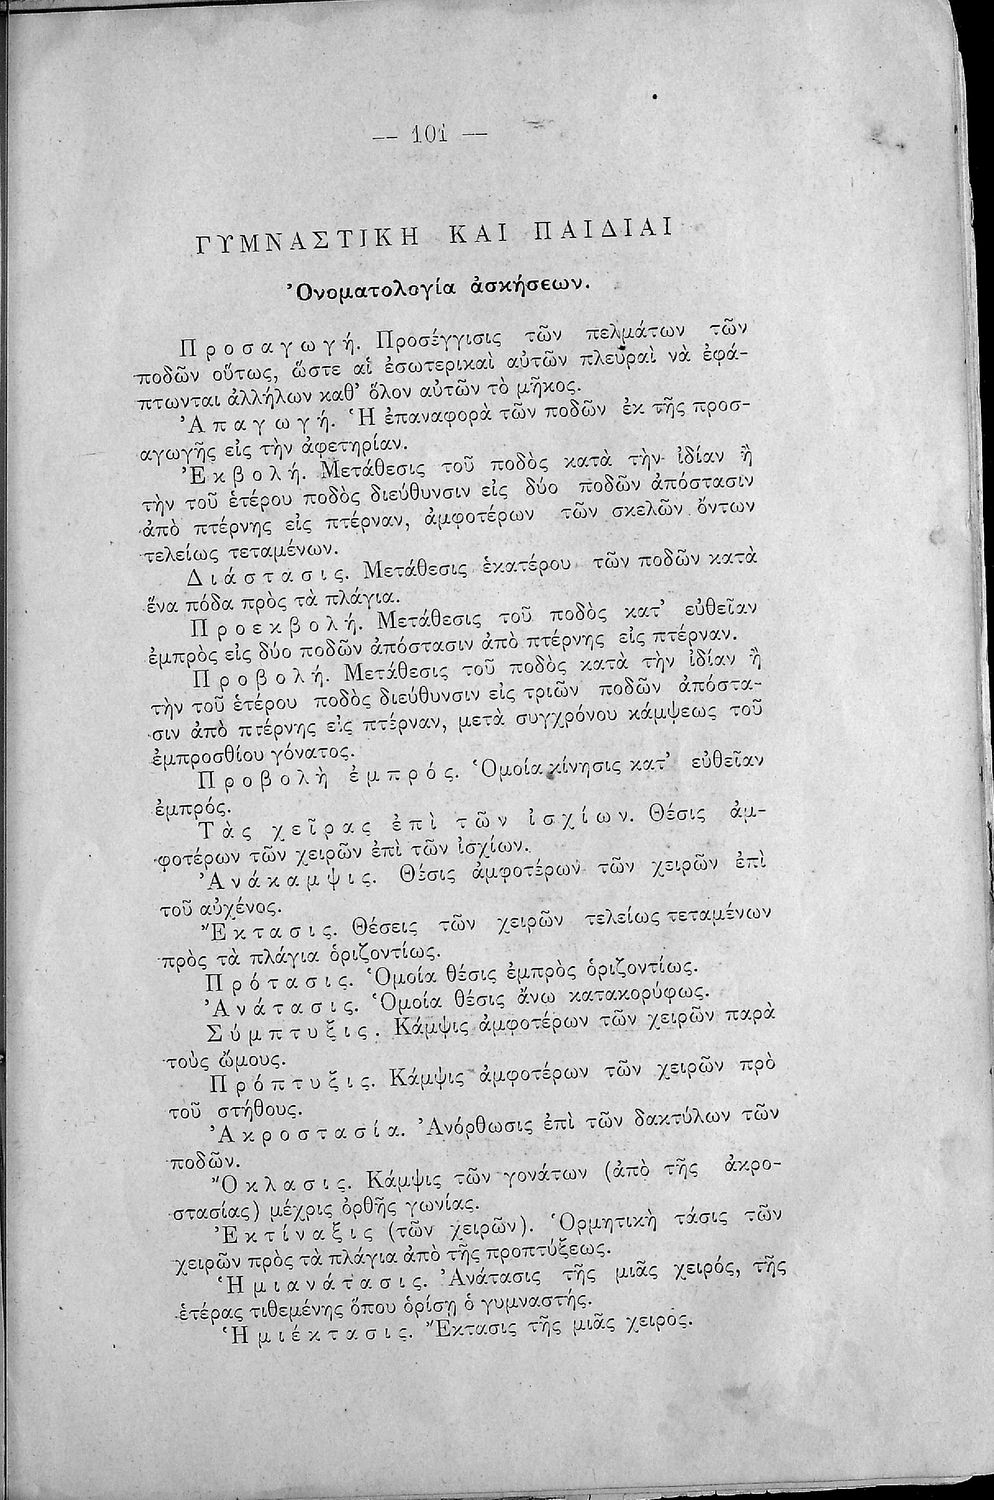 — 101 —
ΓΥΜΝΑΣΤΙΚΗ ΚΑΙ ΠΑΙΔΙΑΙ
Ὀνοματολογία ἀσκήσεων.
Προσαγωγή. Προσέγγισις τῶν πελμάτων τῶν
ποδῶν οὕτως, ὥστε αἱ ἐσωτερικαὶ αὐτῶν πλευραὶ νὰ ἐφά-
πτωνται ἀλλήλων καθ' ὅλον αὐτῶν τὸ μῆκος.
Ἀπαγωγή. Ἡ ἐπαναφορὰ τῶν ποδῶν ἐκ τῆς προσ-
αγωγῆς εἰς τὴν ἀφετηρίαν.
Ἐκβολή. Μετάθεσις τοῦ ποδὸς κατὰ τὴν ἰδίαν ἢ
τὴν τοῦ ἑτέρου ποδὸς διεύθυνσιν εἰς δύο ποδῶν ἀπόστασιν
ἀπὸ πτέρνης εἰς πτέρναν, ἀμφοτέρων τῶν σκελῶν ὄντων
τελείως τεταμένων.
Διάστασις. Μετάθεσις ἑκατέρου τῶν ποδῶν κατὰ
ἕνα πόδα πρὸς τὰ πλάγια.
Προεκβολή. Μετάθεσις τοῦ ποδὸς κατ' εὐθεῖαν
ἐμπρὸς εἰς δύο ποδῶν ἀπόστασιν ἀπὸ πτέρνης εἰς πτέρναν.
Προβολή. Μετάθεσις τοῦ ποδὸς κατὰ τὴν ἰδίαν ἢ
τὴν τοῦ ἑτέρου ποδὸς διεύθυνσιν εἰς τριῶν ποδῶν ἀπόστα-
σιν ἀπὸ πτέρνης εἰς πτέρναν, μετὰ συγχρόνου κάμψεως τοῦ
ἐμπροσθίου γόνατος.
Προβολὴ ἐμπρός. Ὁμοία κίνησις κατ' εὐθεῖαν
ἐμπρός.
Τὰς χεῖρας ἐπὶ τῶν ἰσχίων. Θέσις ἀμ-
φοτέρων τῶν χειρῶν ἐπὶ τῶν ἰσχίων.
Ἀνάκαμψις. Θέσις ἀμφοτέρων τῶν χειρῶν ἐπὶ
τοῦ αὐχένος.
Ἔκτασις. Θέσεις τῶν χειρῶν τελείως τεταμένων
πρὸς τὰ πλάγια ὁριζοντίως.
Πρότασις. Ὁμοία θέσις ἐμπρὸς ὁριζοντίως.
Ἀνάτασις. Ὁμοία θέσις ἄνω κατακορύφως.
Σύμπτυξις. Κάμψις ἀμφοτέρων τῶν χειρῶν παρὰ
τοὺς ὤμους.
Πρόπτυξις. Κάμψις ἀμφοτέρων τῶν χειρῶν πρὸ
τοῦ στήθους.
Ἀκροστασία. Ἀνόρθωσις ἐπὶ τῶν δακτύλων τῶν
ποδῶν.
Ὄκλασις. Κάμψις τῶν γονάτων (ἀπὸ τῆς ἀκρο-
στασίας) μέχρις ὀρθῆς γωνίας.
Ἐκτίναξις (τῶν χειρῶν). Ὁρμητικὴ τάσις τῶν
χειρῶν πρὸς τὰ πλάγια ἀπὸ τῆς προπτύξεως.
Ἡμιανάτασις. Ἀνάτασις τῆς μιᾶς χειρός, τῆς
ἑτέρας τιθεμένης ὅπου ὁρίσῃ ὁ γυμναστής.
Ἡμιέκτασις. Ἔκτασις τῆς μιᾶς χειρος.